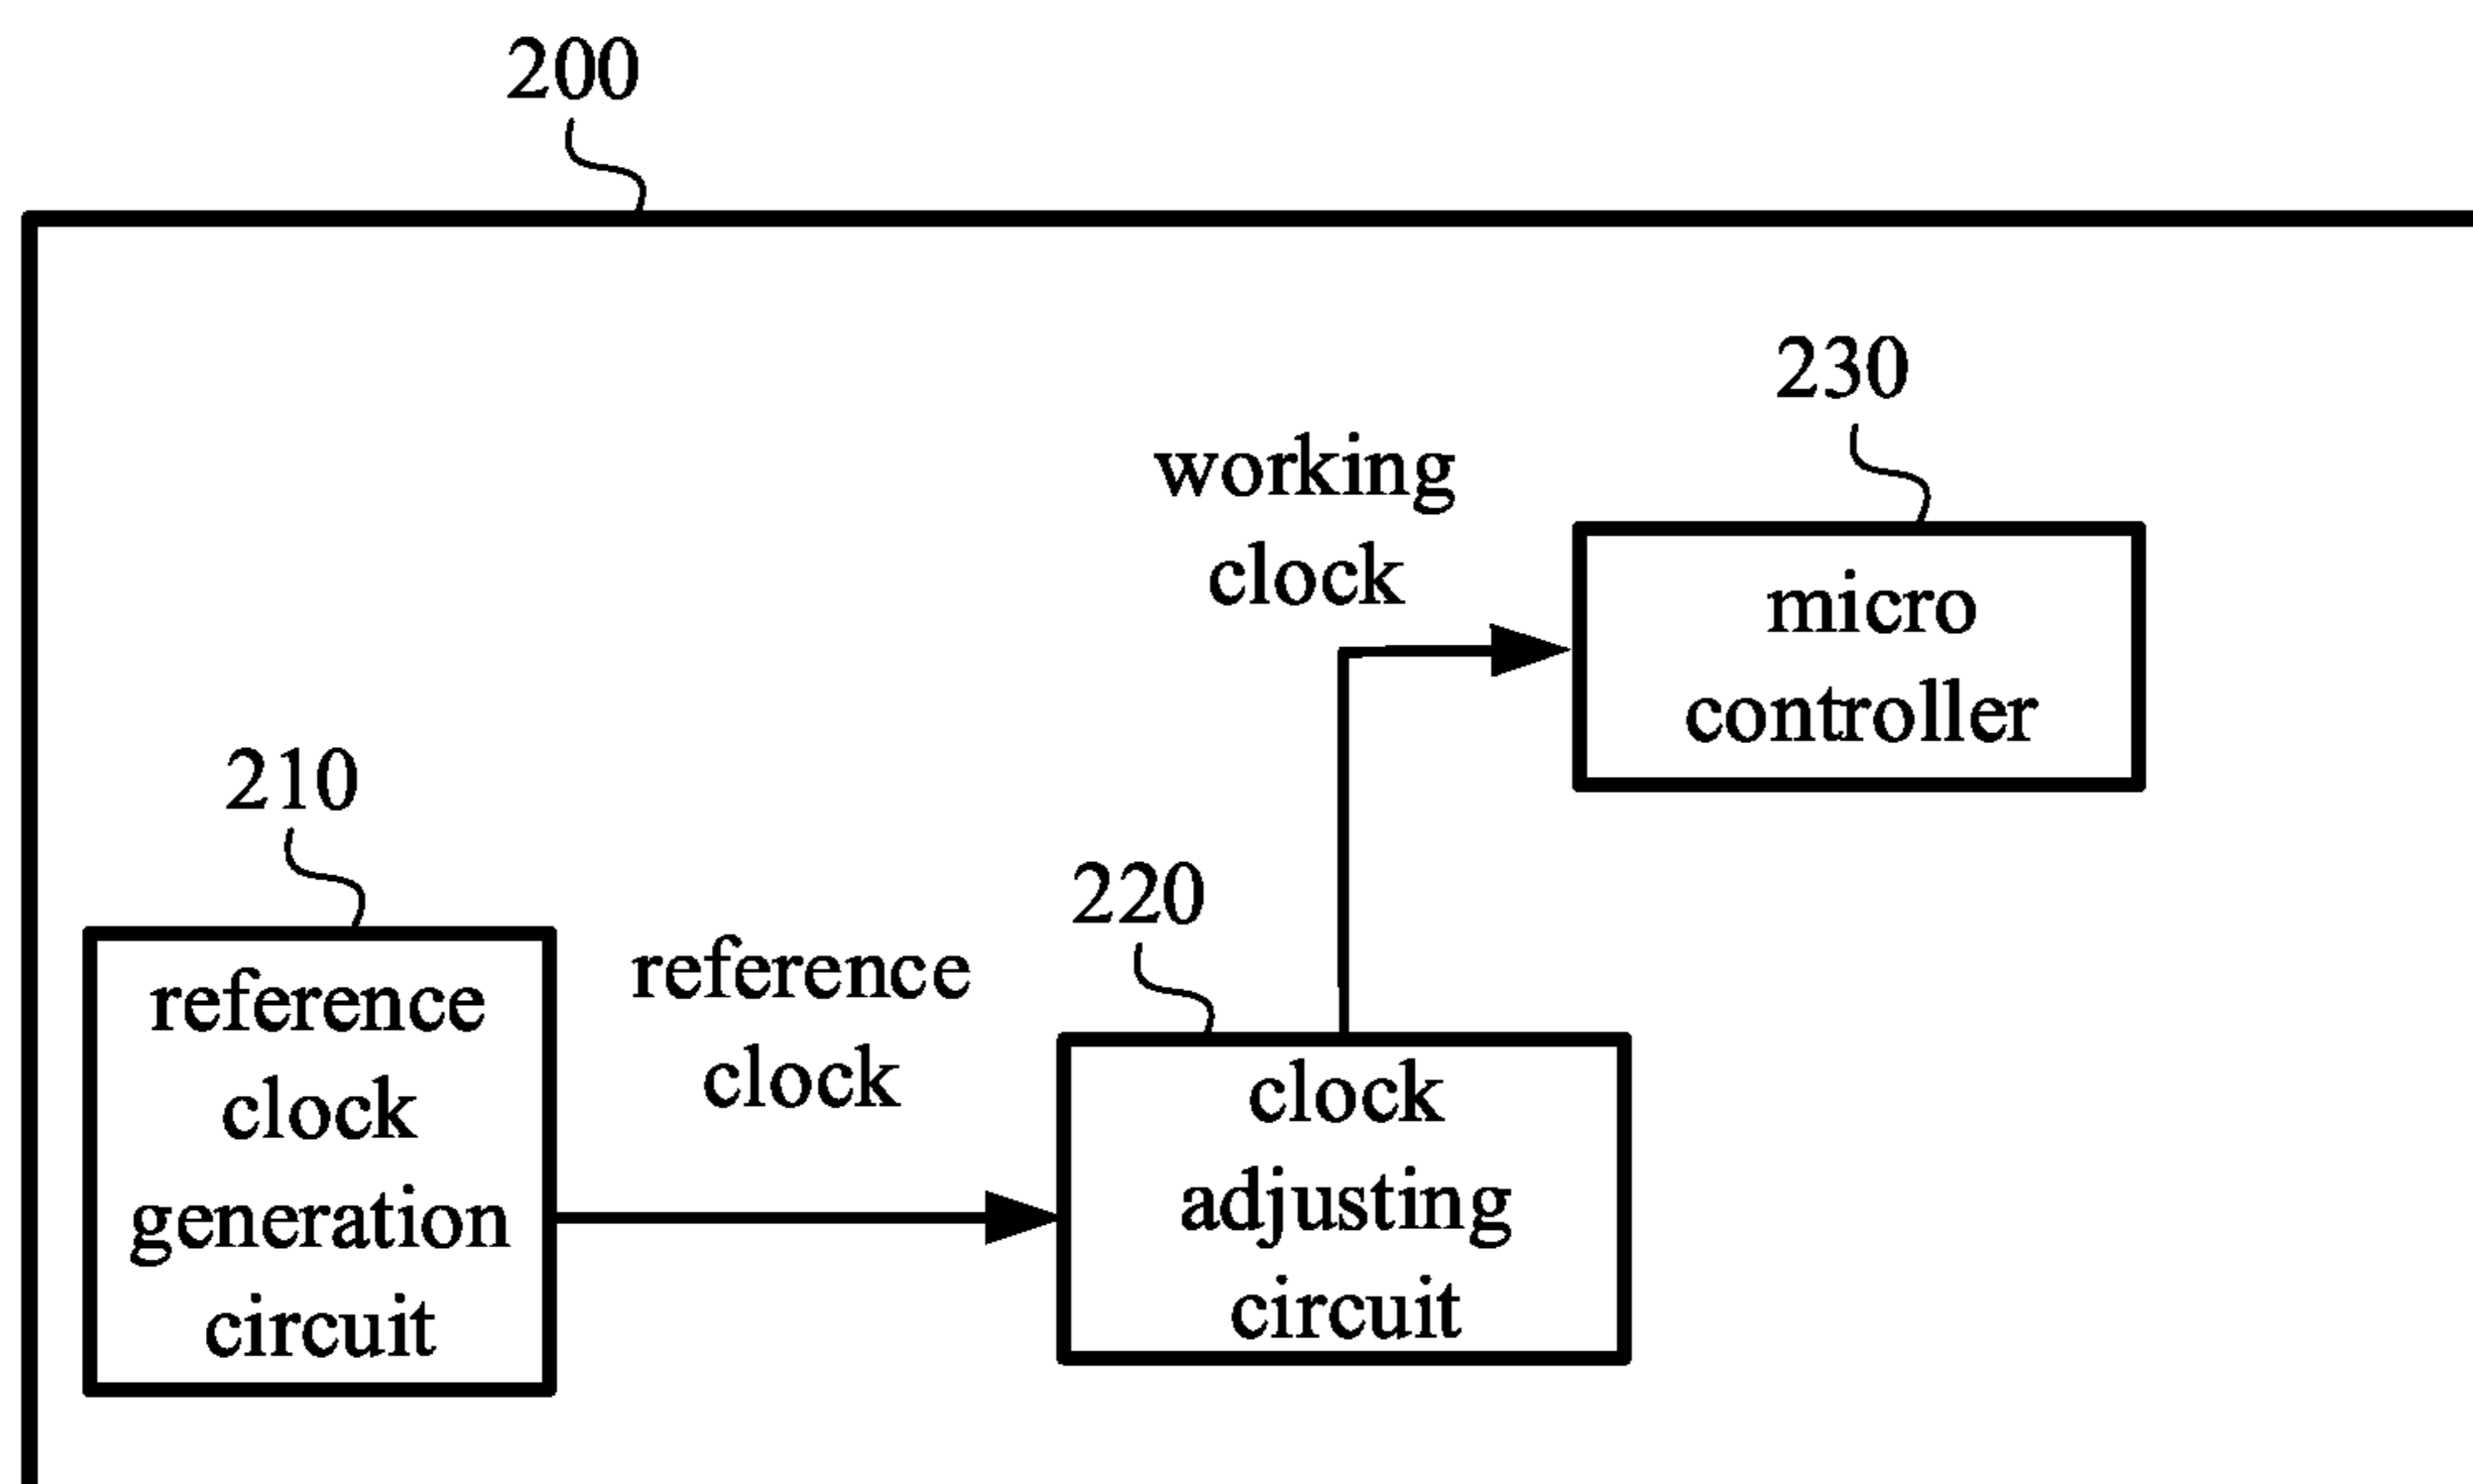 200
230
working
clock
micro
controller
210
220
reference
clock
reference
clock
generation
circuit
clock
adjusting
circuit